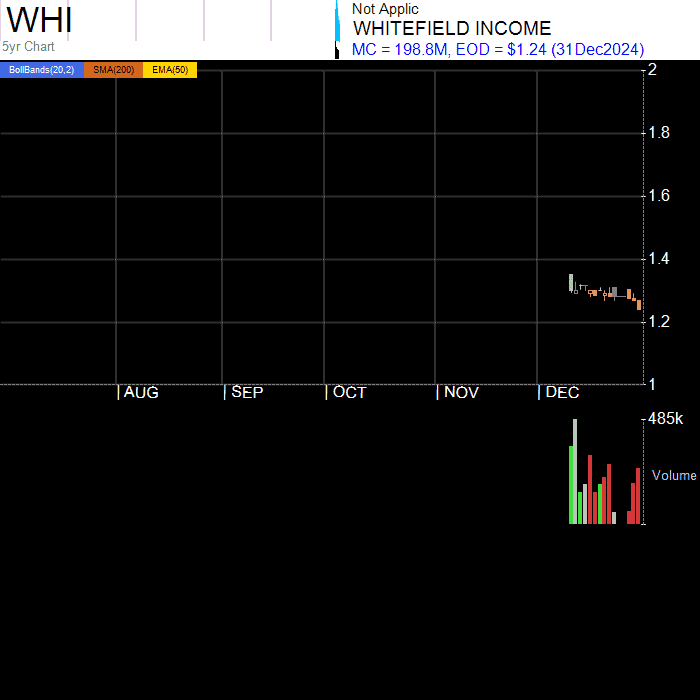 WHI
5yr Chart
Not Applic
WHITEFIELD INCOME
MC = 198.8M, EOD = $1.24 (31Dec2024)
BollBands(20,2) SMA(200) EMA(50)
2
1.8
1.6
1.4
1.2
1
AUG SEP OCT NOV DEC
485k
Volume